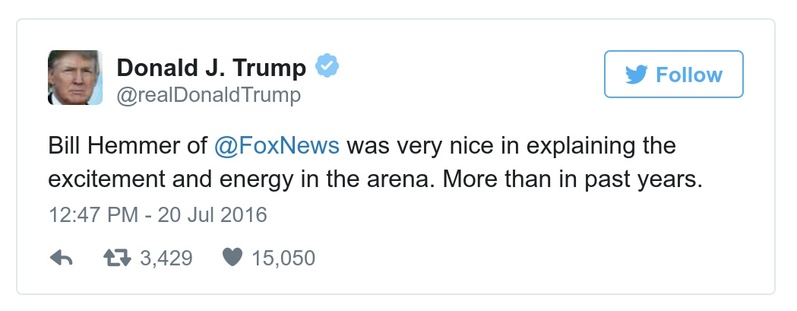 Donald J. Trump
@realDonaldTrump
Follow
Bill Hemmer of @FoxNews was very nice in explaining the
excitement and energy in the arena. More than in past years.
12:47 PM - 20 Jul 2016
3,429 15,050